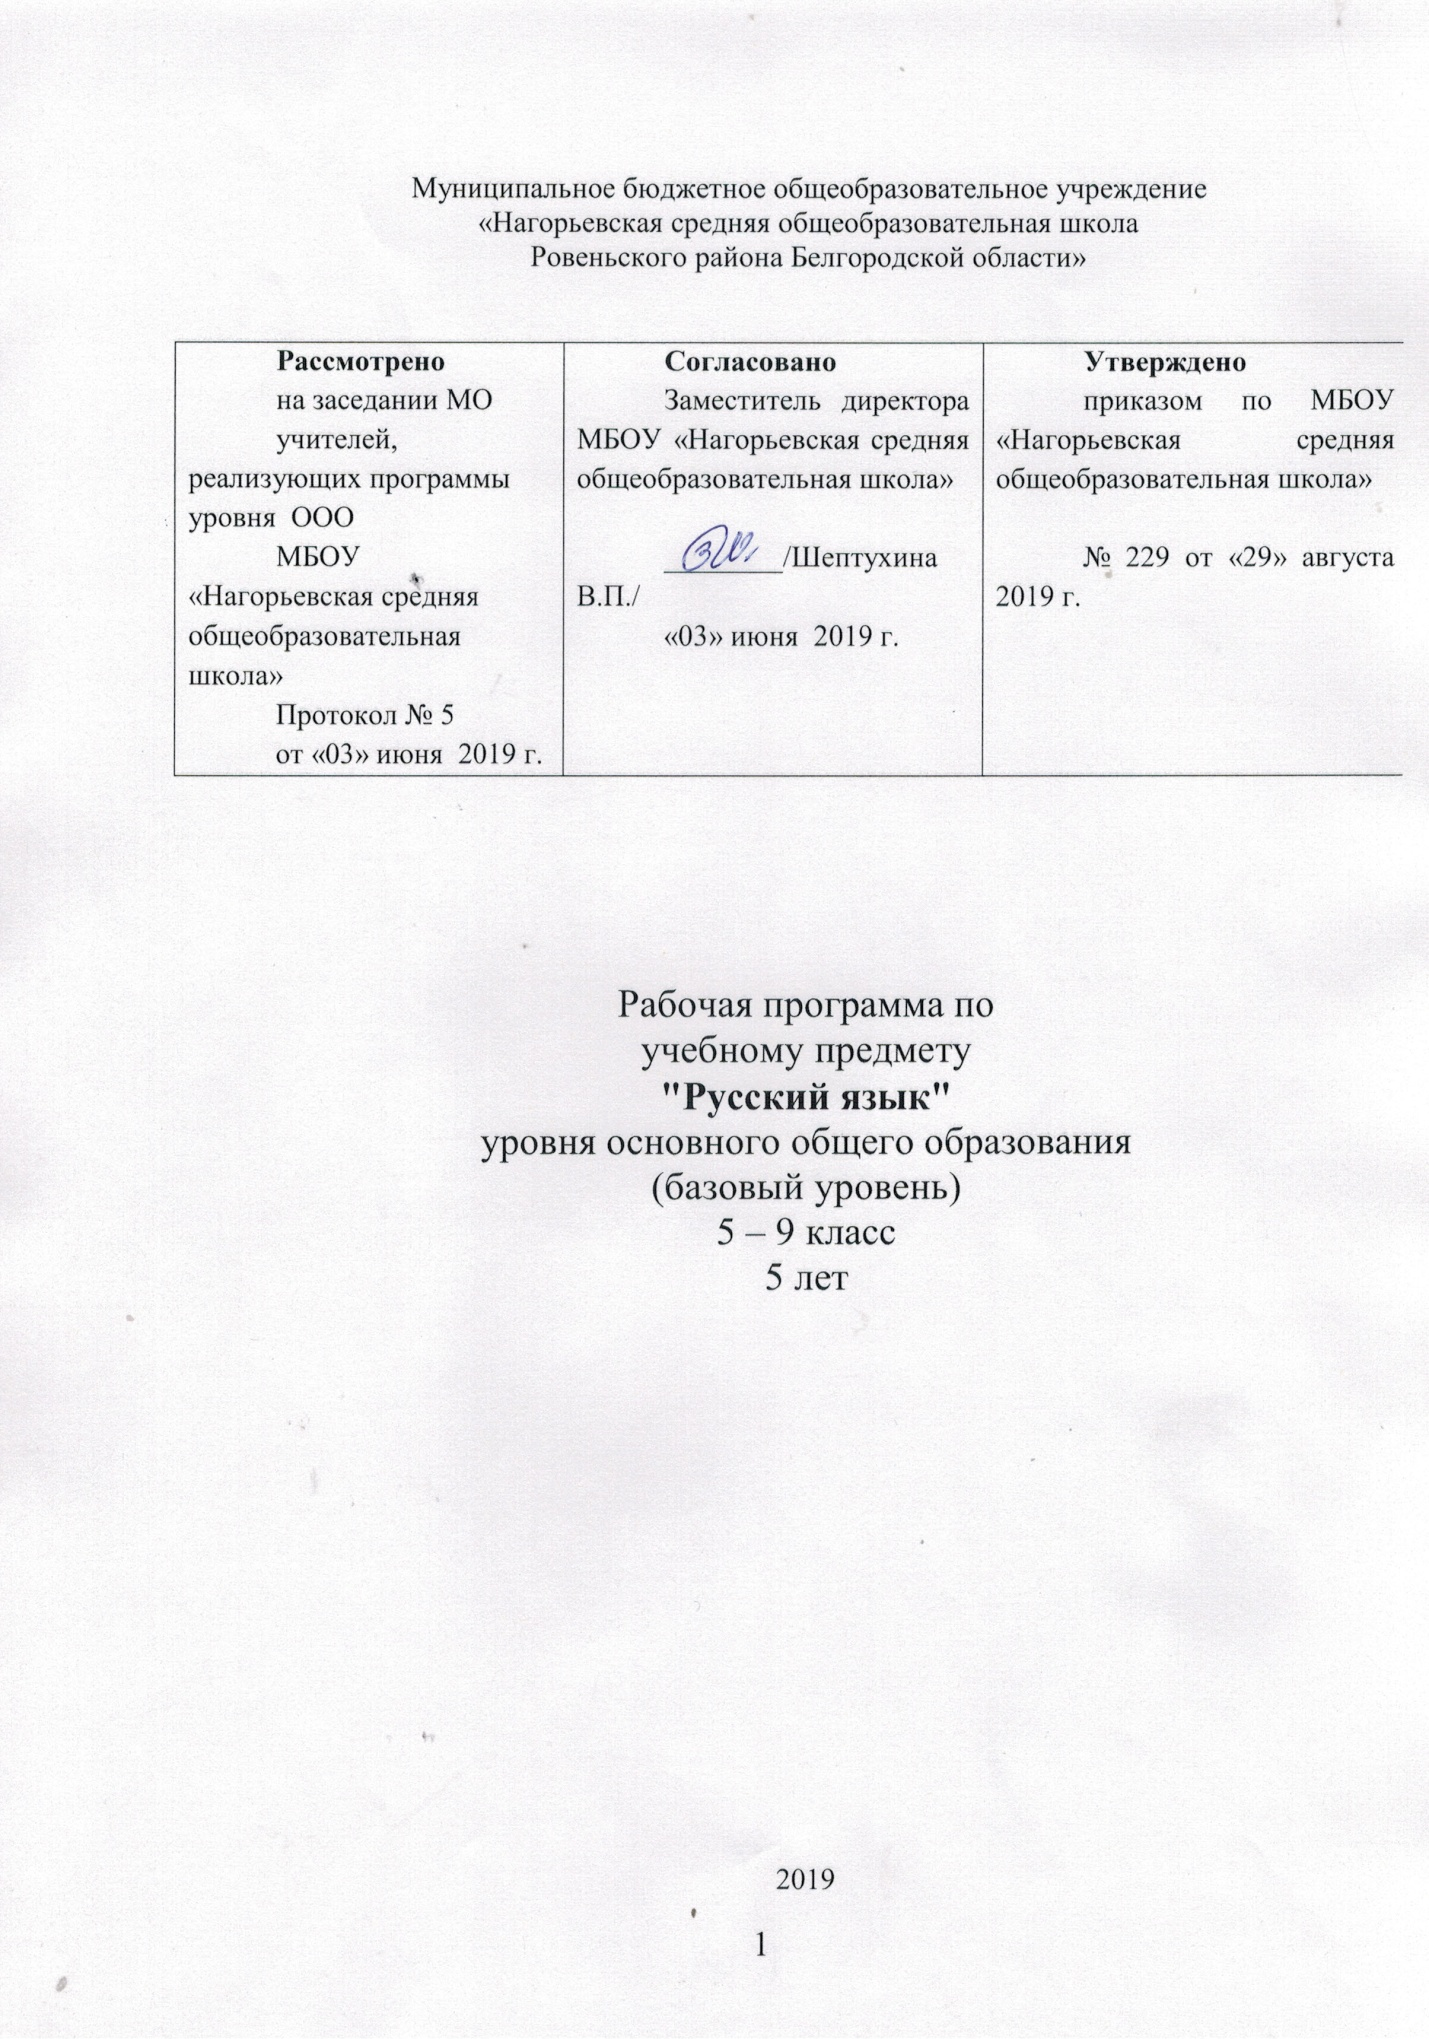 Муниципальное бюджетное общеобразовательное учреждение
«Нагорьевская средняя общеобразовательная школа
Ровеньского района Белгородской области»
Рассмотрено
на заседании МО
учителей,
реализующих программы
уровня ООО
МБОУ
«Нагорьевская средняя
общеобразовательная
школа»
Протокол № 5
от «03» июня 2019 г.
Согласовано
Заместитель директора
МБОУ «Нагорьевская средняя
общеобразовательная школа»
________/Шептухина
В.П./
«03» июня 2019 г.
Утверждено
приказом по МБОУ
«Нагорьевская средняя
общеобразовательная школа»
№ 229 от «29» августа
2019 г.
Рабочая программа по
учебному предмету
"Русский язык"
уровня основного общего образования
(базовый уровень)
5 – 9 класс
5 лет
2019
1